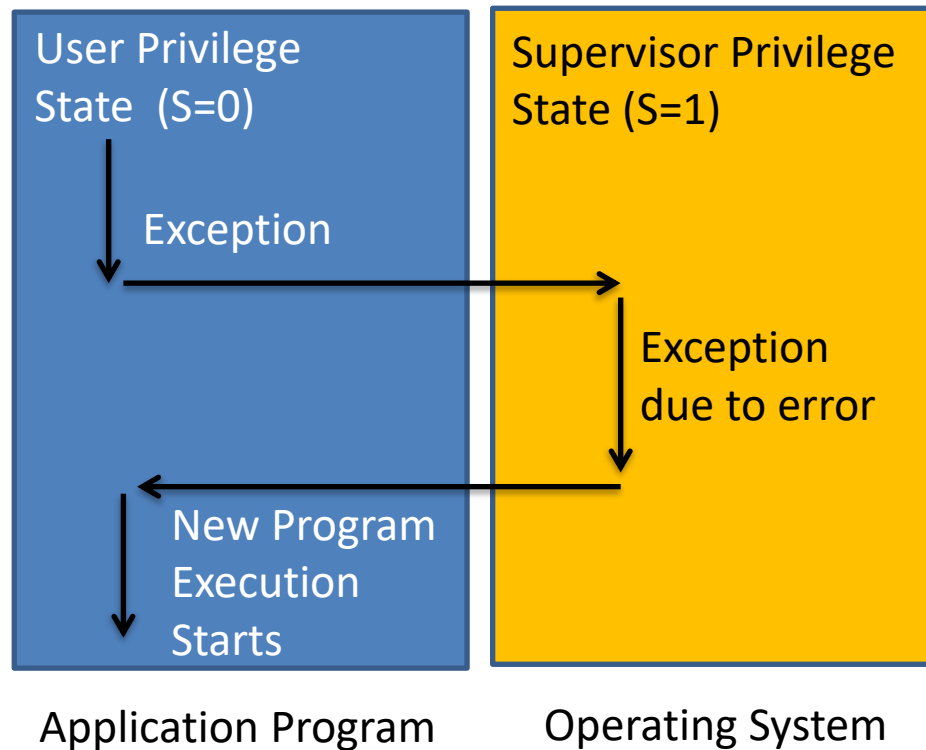 User Privilege
State (S=0)
Exception
New Program
Execution
Starts
Supervisor Privilege
State (S=1)
Exception
due to error
Application Program
Operating System